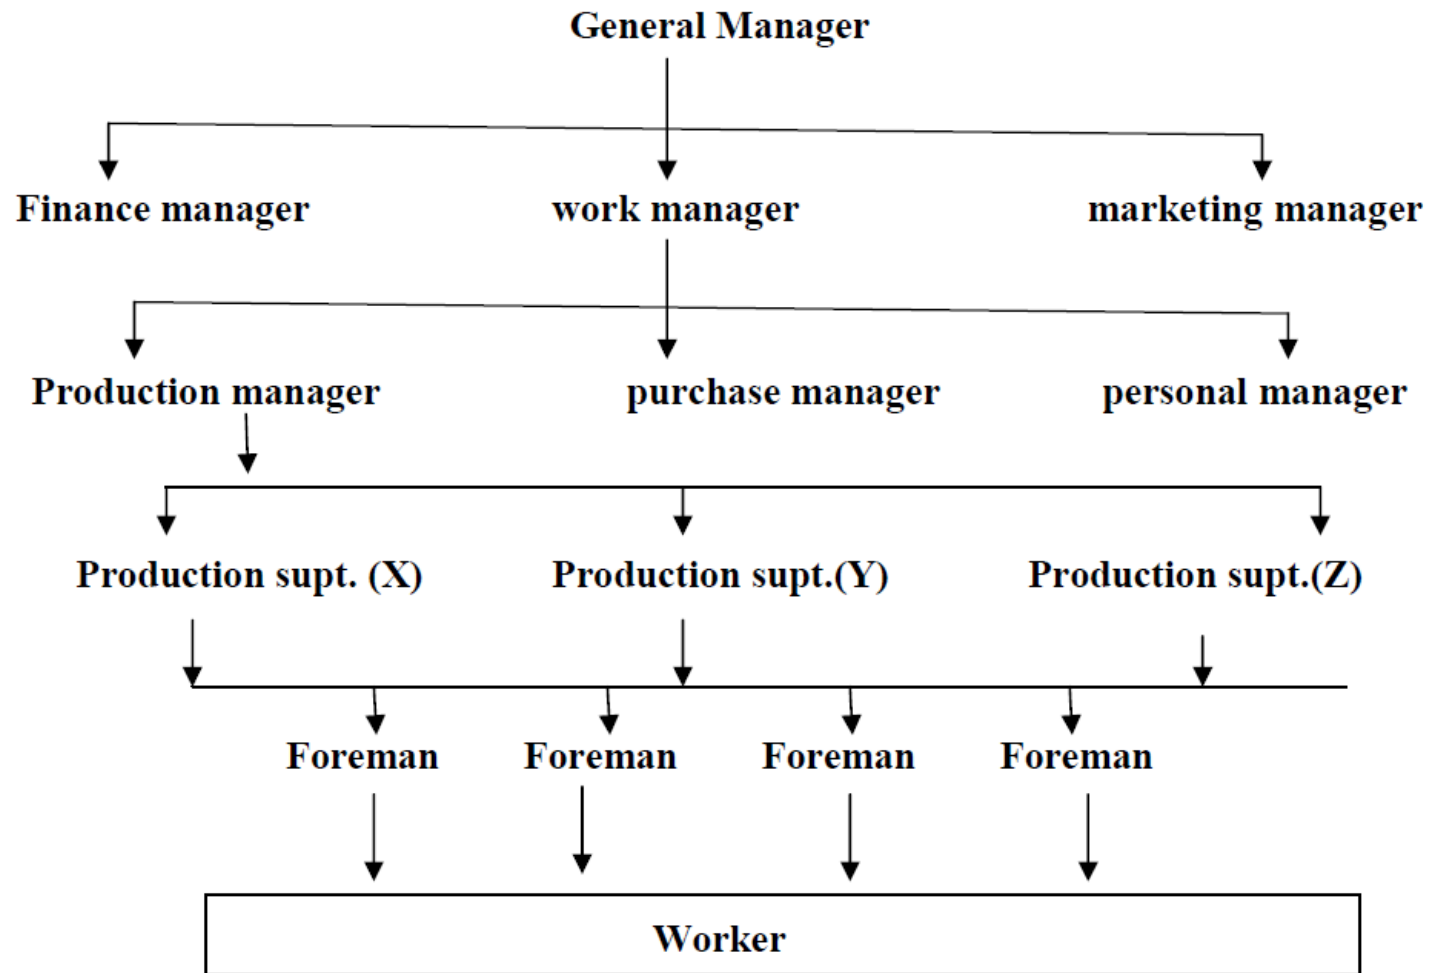 General Manager
Finance manager work manager marketing manager
Production manager purchase manager personal manager
Production supt. (X) Production supt.(Y) Production supt.(Z)
Foreman Foreman Foreman Foreman
Worker